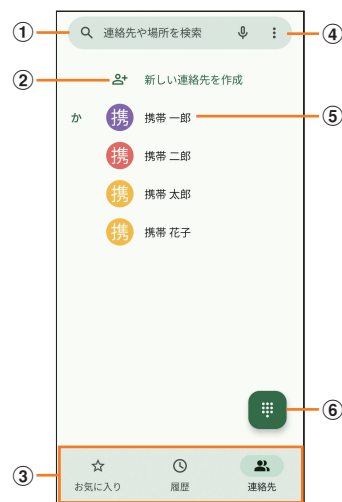 ① 連絡先や場所を検索 ④
② 新しい連絡先を作成
か 携 携帯 一郎 ⑤
携 携帯 二郎
携 携帯 太郎
携 携帯 花子
⑥
③ お気に入り 履歴 連絡先